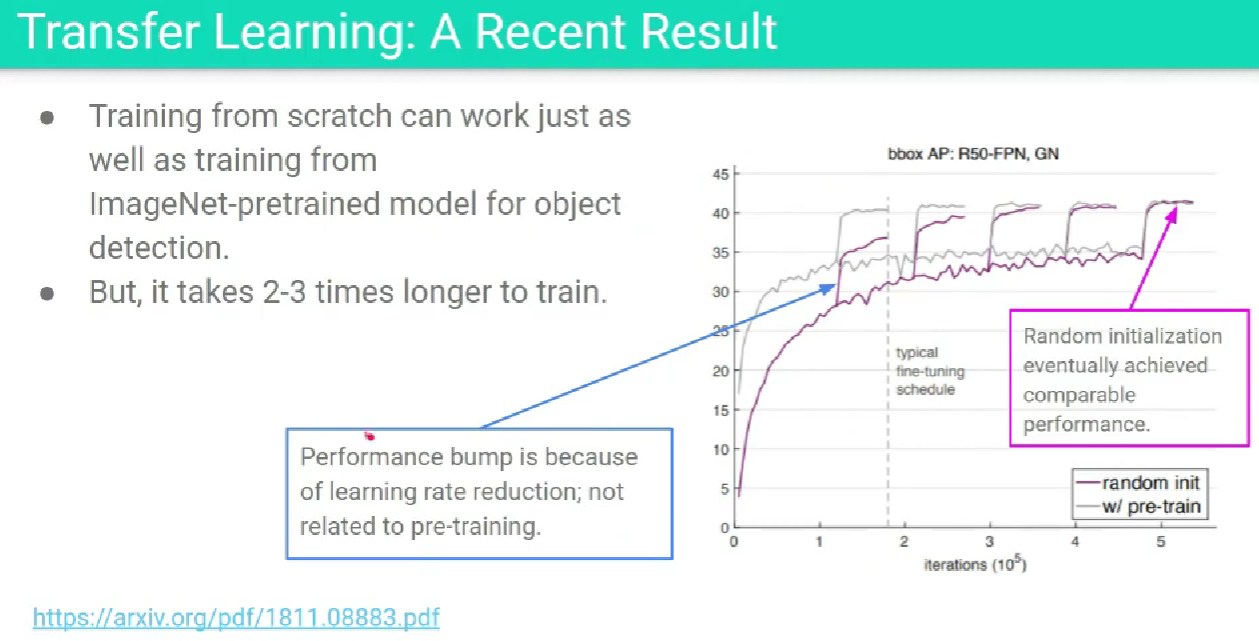 Transfer Learning: A Recent Result
● Training from scratch can work just as
well as training from
ImageNet-pretrained model for object
detection.
● But, it takes 2-3 times longer to train.
bbox AP: R50-FPN, GN
45
40
35
30
25
20
15
10
5
0
0 1 2 3 4 5
iterations (10⁵)
typical
fine-tuning
schedule
random init
w/ pre-train
Random initialization
eventually achieved
comparable
performance.
Performance bump is because
of learning rate reduction; not
related to pre-training.
https://arxiv.org/pdf/1811.08883.pdf